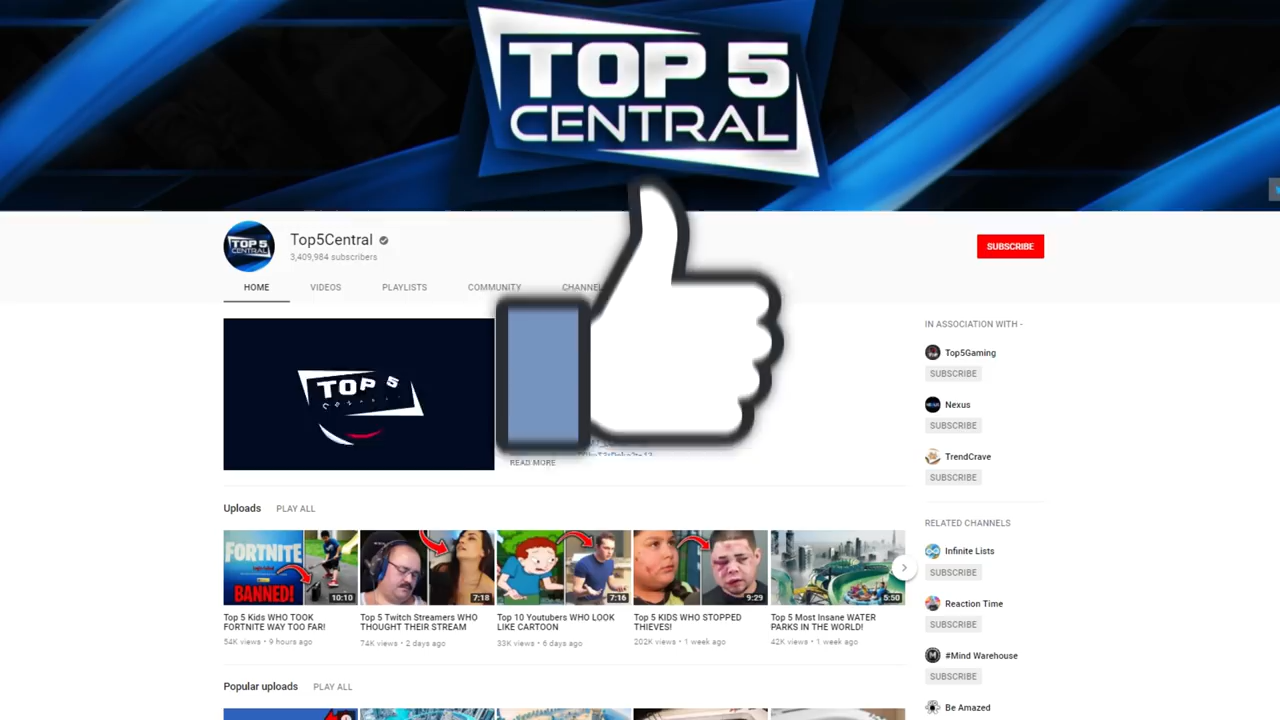 TOP 5
CENTRAL
TOP 5
CENTRAL
Top5Central
3,409,984 subscribers
SUBSCRIBE
HOME
VIDEOS
PLAYLISTS
COMMUNITY
CHANNEL
TOP 5
READ MORE
IN ASSOCIATION WITH -
Top5Gaming
SUBSCRIBE
Nexus
SUBSCRIBE
TrendCrave
SUBSCRIBE
Uploads PLAY ALL
FORTNITE
BANNED!
10:10
7:18
7:16
9:29
5:50
Top 5 Kids WHO TOOK
FORTNITE WAY TOO FAR!
54K views • 9 hours ago
Top 5 Twitch Streamers WHO
THOUGHT THEIR STREAM
74K views • 2 days ago
Top 10 Youtubers WHO LOOK
LIKE CARTOON
33K views • 6 days ago
Top 5 KIDS WHO STOPPED
THIEVES!
202K views • 1 week ago
Top 5 Most Insane WATER
PARKS IN THE WORLD!
42K views • 1 week ago
RELATED CHANNELS
Infinite Lists
SUBSCRIBE
Reaction Time
SUBSCRIBE
#Mind Warehouse
SUBSCRIBE
Be Amazed
Popular uploads PLAY ALL